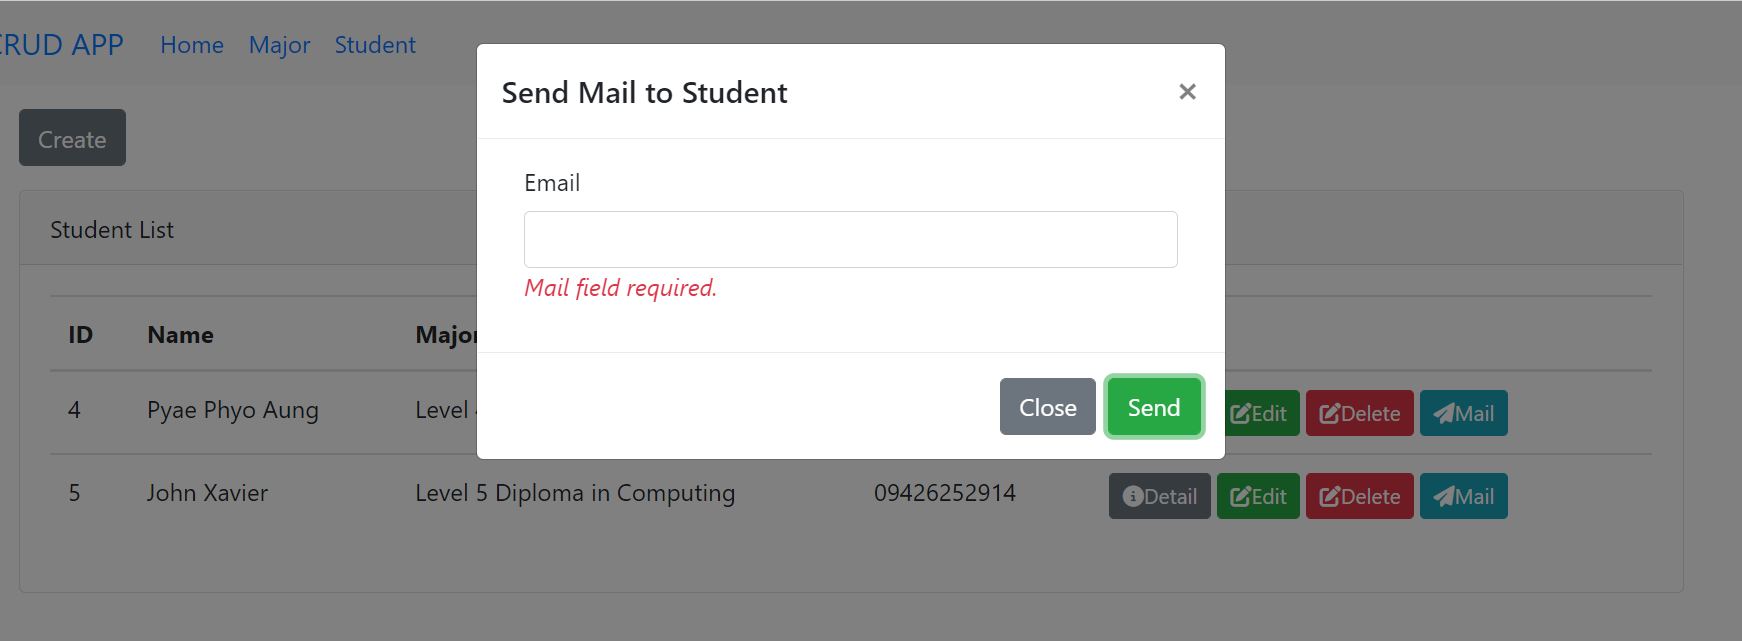 CRUD APP Home Major Student
Send Mail to Student ×
Create
Email
Student List
Mail field required.
ID Name Major
4 Pyae Phyo Aung Level Edit Delete Mail
Close Send
5 John Xavier Level 5 Diploma in Computing 09426252914 Detail Edit Delete Mail